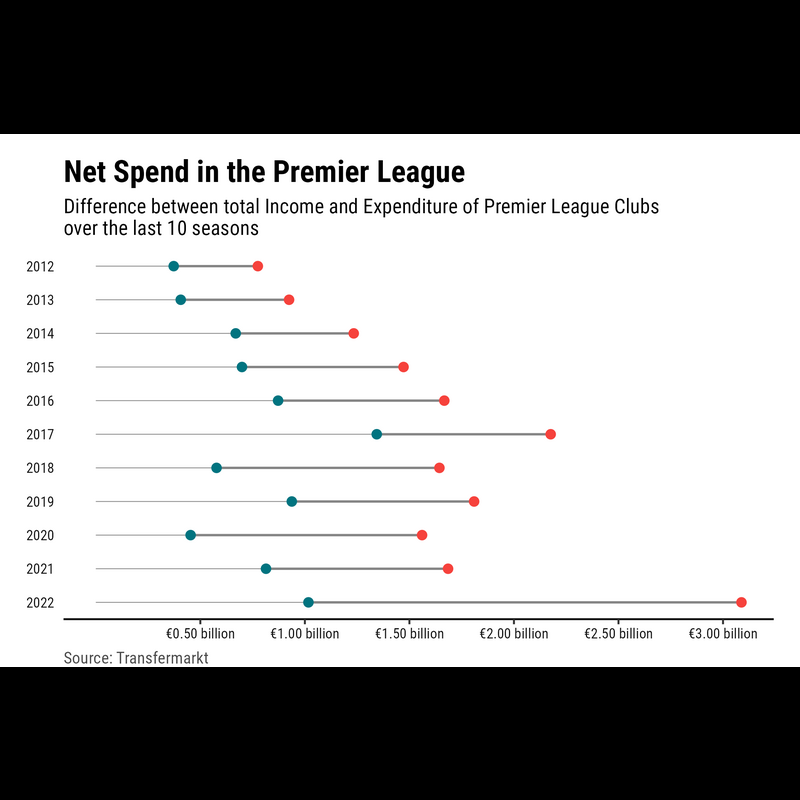 Net Spend in the Premier League
Difference between total Income and Expenditure of Premier League Clubs
over the last 10 seasons
2012
2013
2014
2015
2016
2017
2018
2019
2020
2021
2022
€0.50 billion €1.00 billion €1.50 billion €2.00 billion €2.50 billion €3.00 billion
Source: Transfermarkt